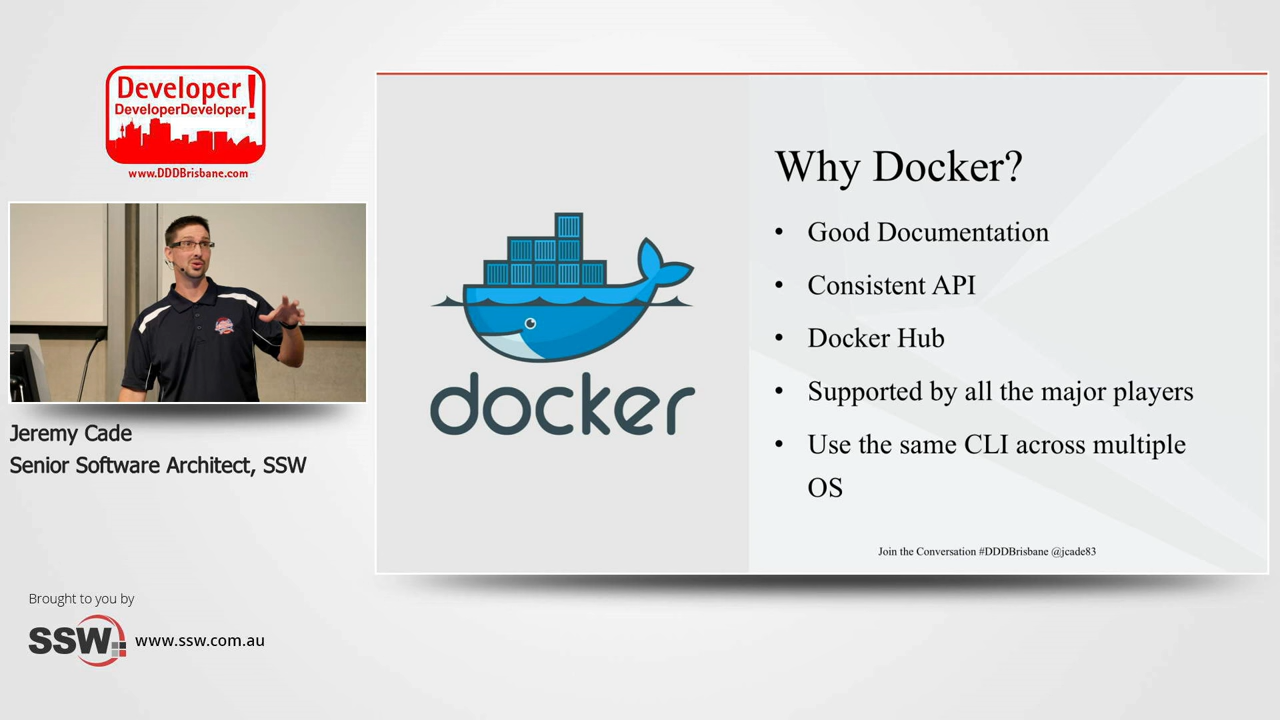 Developer!
DeveloperDeveloper
www.DDDBrisbane.com
Jeremy Cade
Senior Software Architect, SSW
Brought to you by
SSW www.ssw.com.au
docker
Why Docker?
• Good Documentation
• Consistent API
• Docker Hub
• Supported by all the major players
• Use the same CLI across multiple
OS
Join the Conversation #DDDBrisbane @jcade83